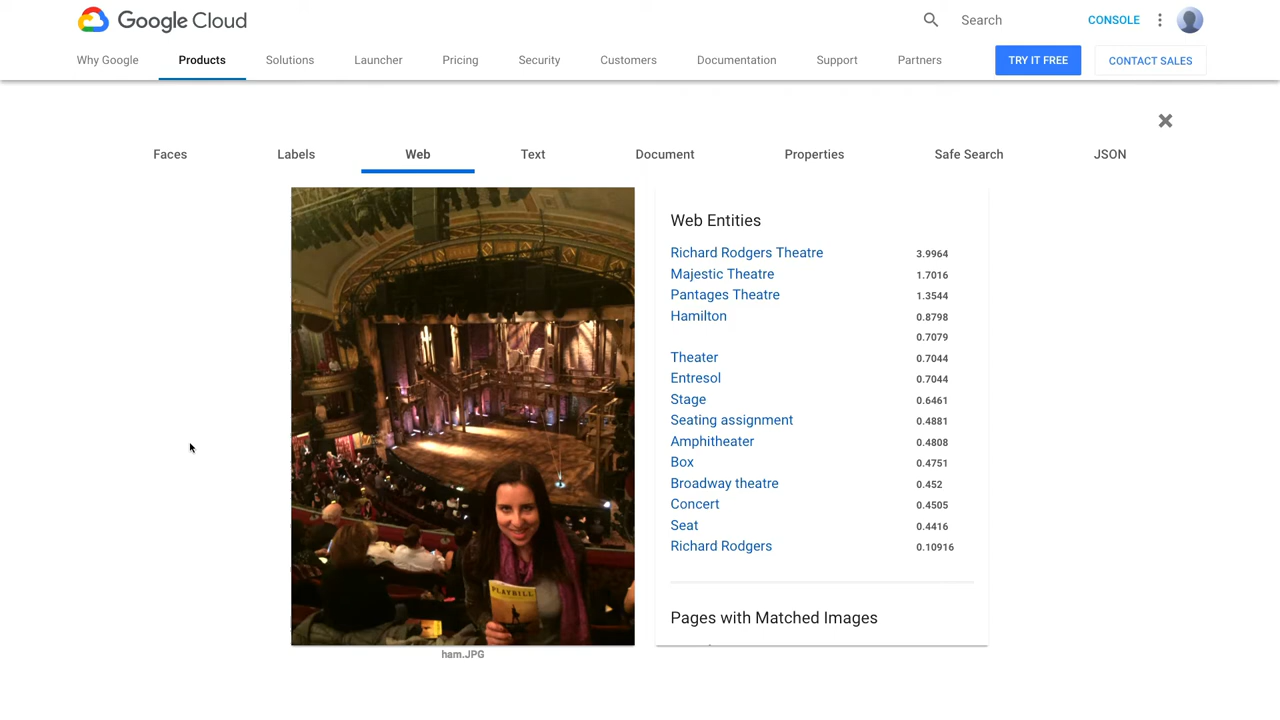 Google Cloud
Search
CONSOLE
Why Google
Products
Solutions
Launcher
Pricing
Security
Customers
Documentation
Support
Partners
TRY IT FREE
CONTACT SALES
Faces
Labels
Web
Text
Document
Properties
Safe Search
JSON
PLAYBILL
ham.JPG
Web Entities
Richard Rodgers Theatre 3.9964
Majestic Theatre 1.7016
Pantages Theatre 1.3544
Hamilton 0.8798
0.7079
Theater 0.7044
Entresol 0.7044
Stage 0.6461
Seating assignment 0.4881
Amphitheater 0.4808
Box 0.4751
Broadway theatre 0.452
Concert 0.4505
Seat 0.4416
Richard Rodgers 0.10916
Pages with Matched Images